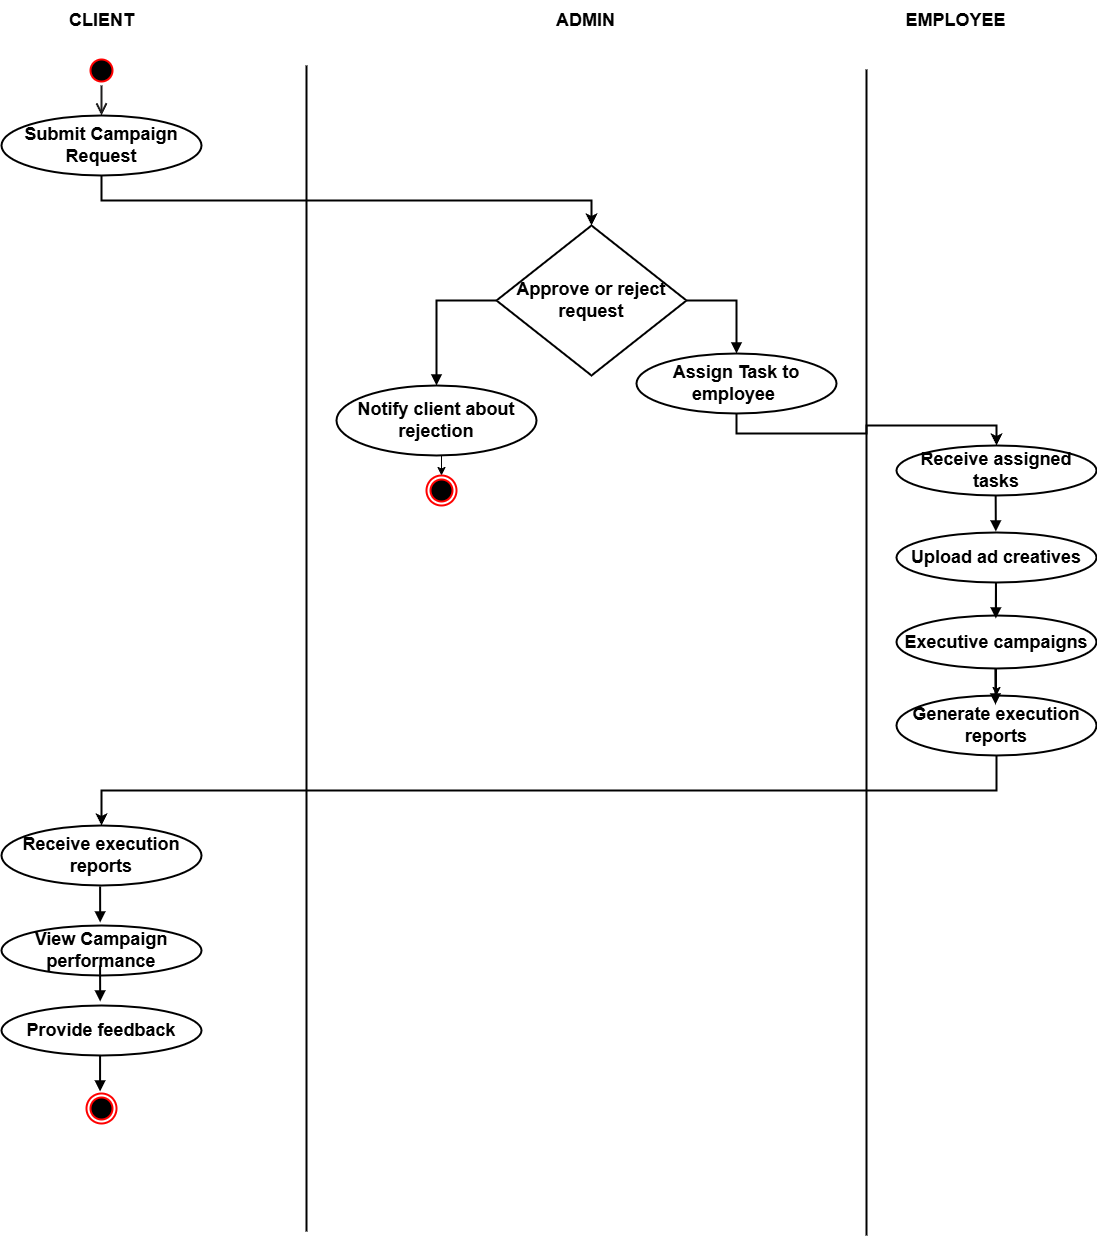 CLIENT
ADMIN
EMPLOYEE
Submit Campaign
Request
Approve or reject
request
Assign Task to
employee
Notify client about
rejection
Receive assigned
tasks
Upload ad creatives
Executive campaigns
Generate execution
reports
Receive execution
reports
View Campaign
performance
Provide feedback